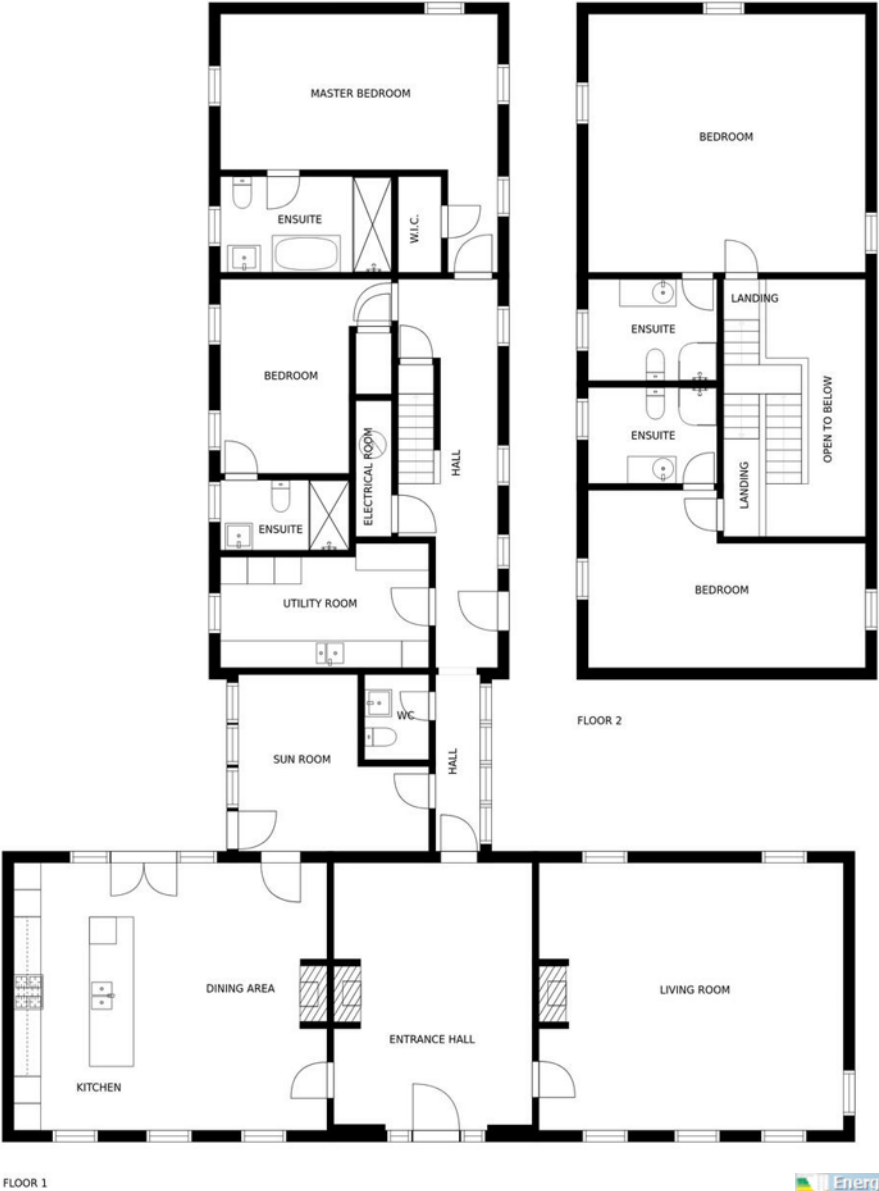 MASTER BEDROOM
ENSUITE
W.I.C.
BEDROOM
ELECTRICAL ROOM
HALL
ENSUITE
UTILITY ROOM
WC
SUN ROOM
HALL
DINING AREA
LIVING ROOM
ENTRANCE HALL
KITCHEN
FLOOR 1
BEDROOM
LANDING
ENSUITE
OPEN TO BELOW
ENSUITE
LANDING
BEDROOM
FLOOR 2
Energ